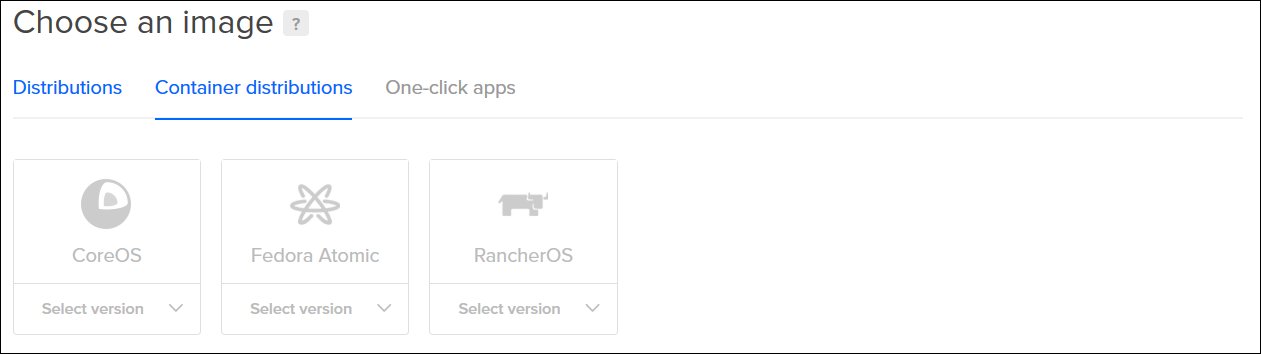 Choose an image ?
Distributions Container distributions One-click apps
CoreOS Fedora Atomic RancherOS
Select version Select version Select version